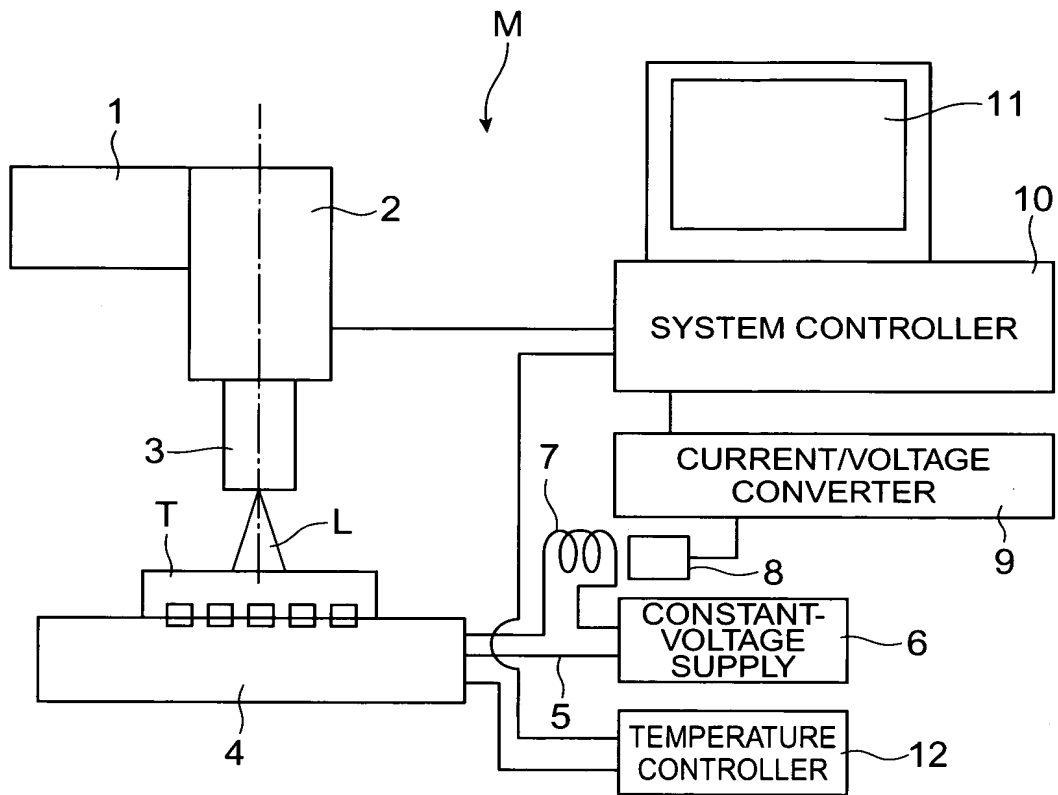 M
1
11
2
10
SYSTEM CONTROLLER
3
7
CURRENT/VOLTAGE
CONVERTER
T
L
8
9
CONSTANT-
VOLTAGE
SUPPLY
6
5
4
TEMPERATURE
CONTROLLER
12